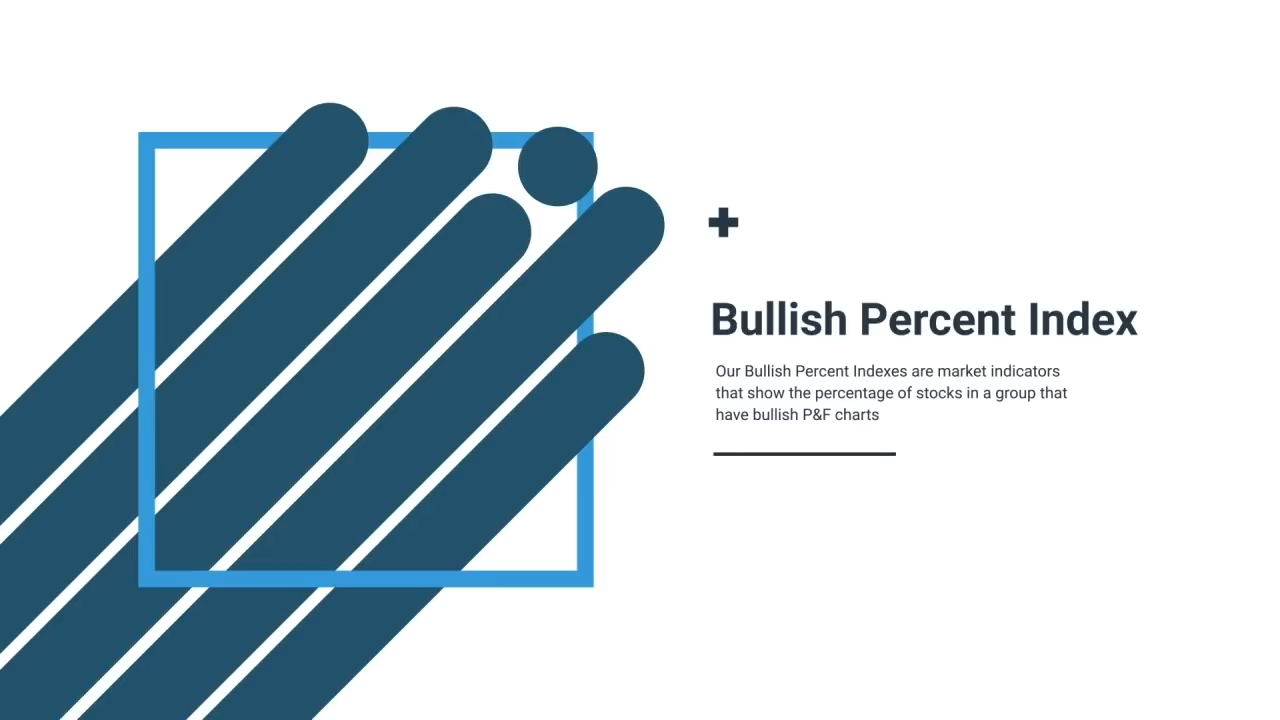 Bullish Percent Index
Our Bullish Percent Indexes are market indicators
that show the percentage of stocks in a group that
have bullish P&F charts